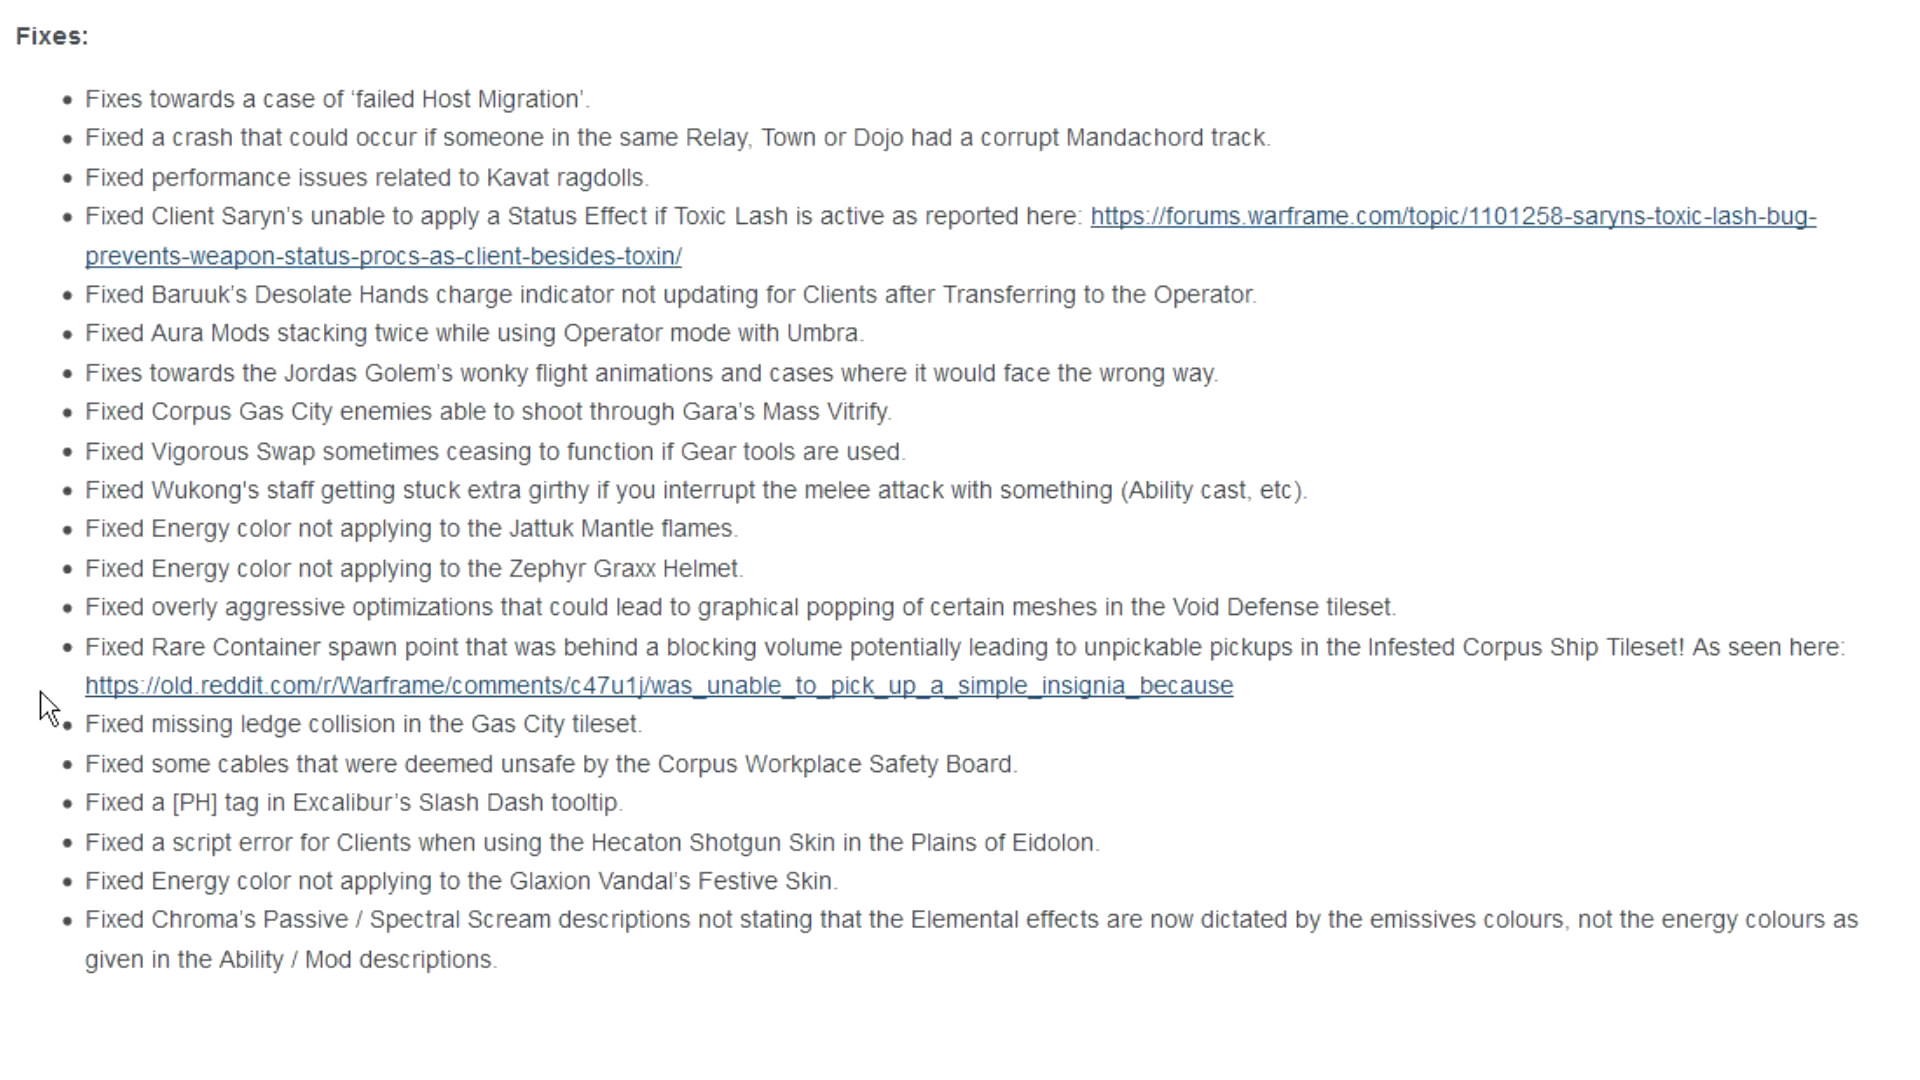 Fixes:
• Fixes towards a case of ‘failed Host Migration’.
• Fixed a crash that could occur if someone in the same Relay, Town or Dojo had a corrupt Mandachord track.
• Fixed performance issues related to Kavat ragdolls.
• Fixed Client Saryn’s unable to apply a Status Effect if Toxic Lash is active as reported here: https://forums.warframe.com/topic/1101258-saryns-toxic-lash-bug-
prevents-weapon-status-procs-as-client-besides-toxin/
• Fixed Baruuk’s Desolate Hands charge indicator not updating for Clients after Transferring to the Operator.
• Fixed Aura Mods stacking twice while using Operator mode with Umbra.
• Fixes towards the Jordas Golem’s wonky flight animations and cases where it would face the wrong way.
• Fixed Corpus Gas City enemies able to shoot through Gara’s Mass Vitrify.
• Fixed Vigorous Swap sometimes ceasing to function if Gear tools are used.
• Fixed Wukong's staff getting stuck extra girthy if you interrupt the melee attack with something (Ability cast, etc).
• Fixed Energy color not applying to the Jattuk Mantle flames.
• Fixed Energy color not applying to the Zephyr Graxx Helmet.
• Fixed overly aggressive optimizations that could lead to graphical popping of certain meshes in the Void Defense tileset.
• Fixed Rare Container spawn point that was behind a blocking volume potentially leading to unpickable pickups in the Infested Corpus Ship Tileset! As seen here:
https://old.reddit.com/r/Warframe/comments/c47u1j/was_unable_to_pick_up_a_simple_insignia_because
• Fixed missing ledge collision in the Gas City tileset.
• Fixed some cables that were deemed unsafe by the Corpus Workplace Safety Board.
• Fixed a [PH] tag in Excalibur’s Slash Dash tooltip.
• Fixed a script error for Clients when using the Hecaton Shotgun Skin in the Plains of Eidolon.
• Fixed Energy color not applying to the Glaxion Vandal’s Festive Skin.
• Fixed Chroma’s Passive / Spectral Scream descriptions not stating that the Elemental effects are now dictated by the emissives colours, not the energy colours as
given in the Ability / Mod descriptions.